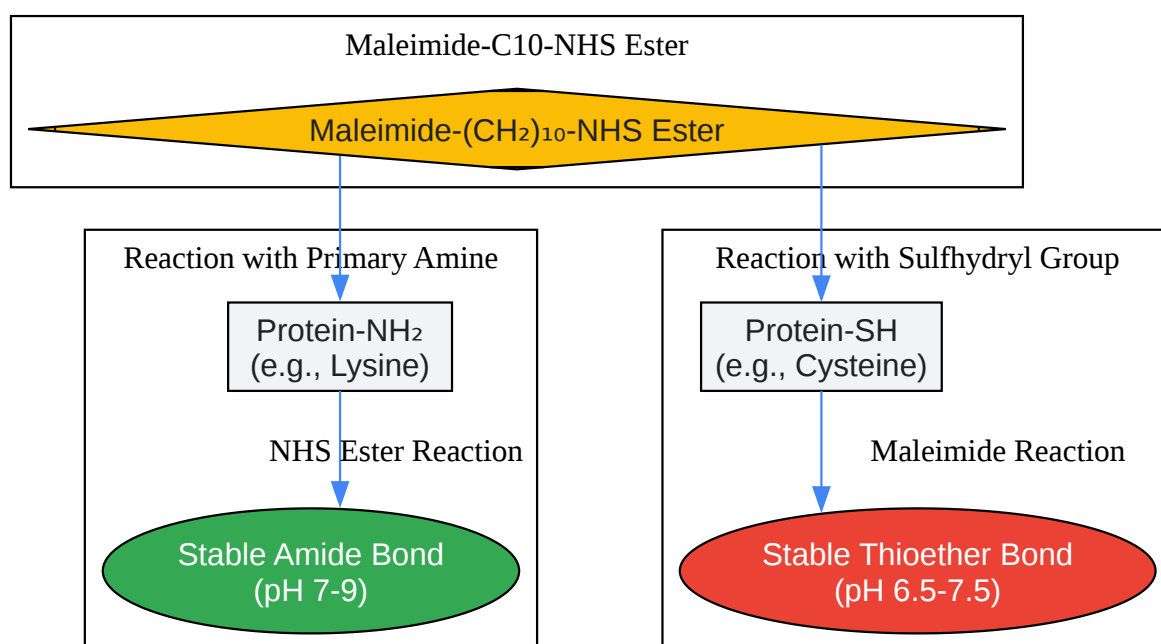 Maleimide-C10-NHS Ester
Maleimide-(CH₂)₁₀-NHS Ester
Reaction with Primary Amine
Protein-NH₂
(e.g., Lysine)
NHS Ester Reaction
Stable Amide Bond
(pH 7-9)
Reaction with Sulfhydryl Group
Protein-SH
(e.g., Cysteine)
Maleimide Reaction
Stable Thioether Bond
(pH 6.5-7.5)